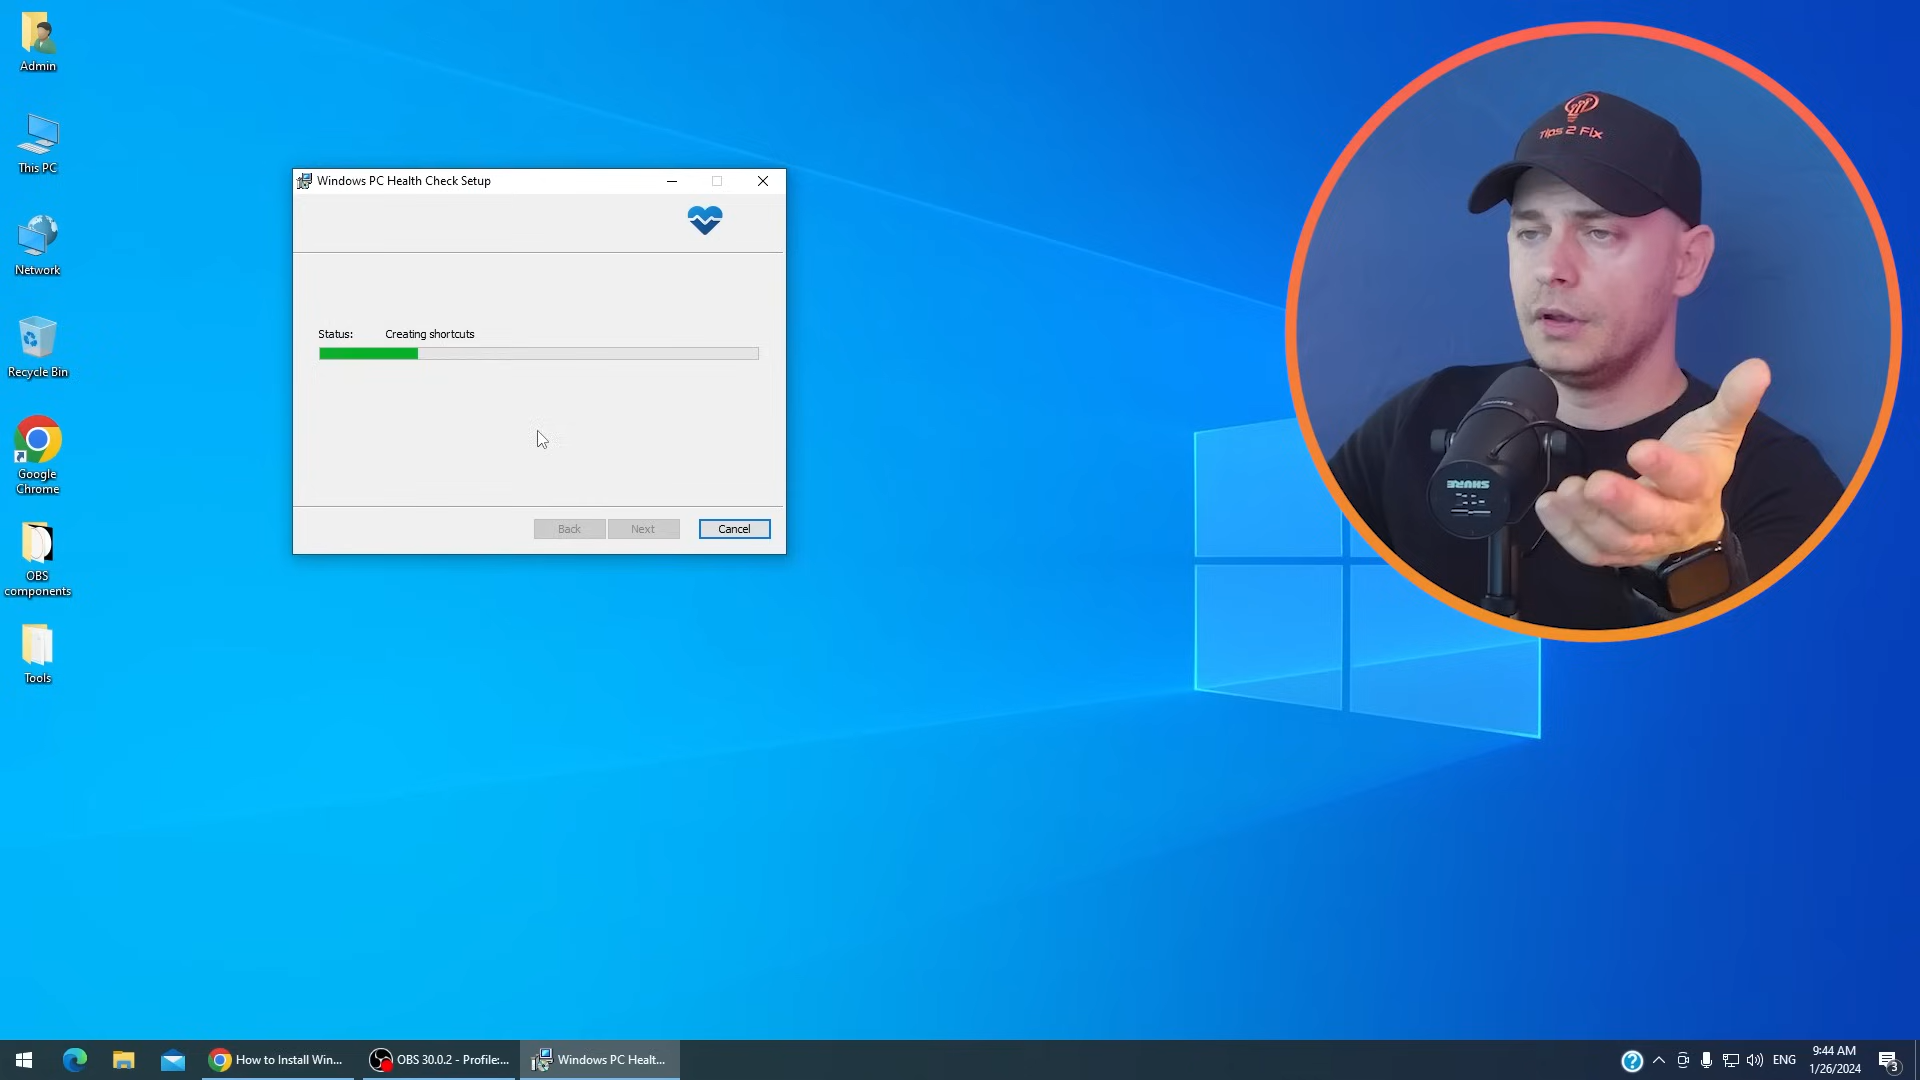 Admin
This PC
Network
Recycle Bin
Google
Chrome
OBS
components
Tools
Windows PC Health Check Setup
Status: Creating shortcuts
Back Next Cancel
Tips 2 Fix
SHURE
How to Install Win...
OBS 30.0.2 - Profile:...
Windows PC Healt...
ENG
9:44 AM
1/26/2024
3